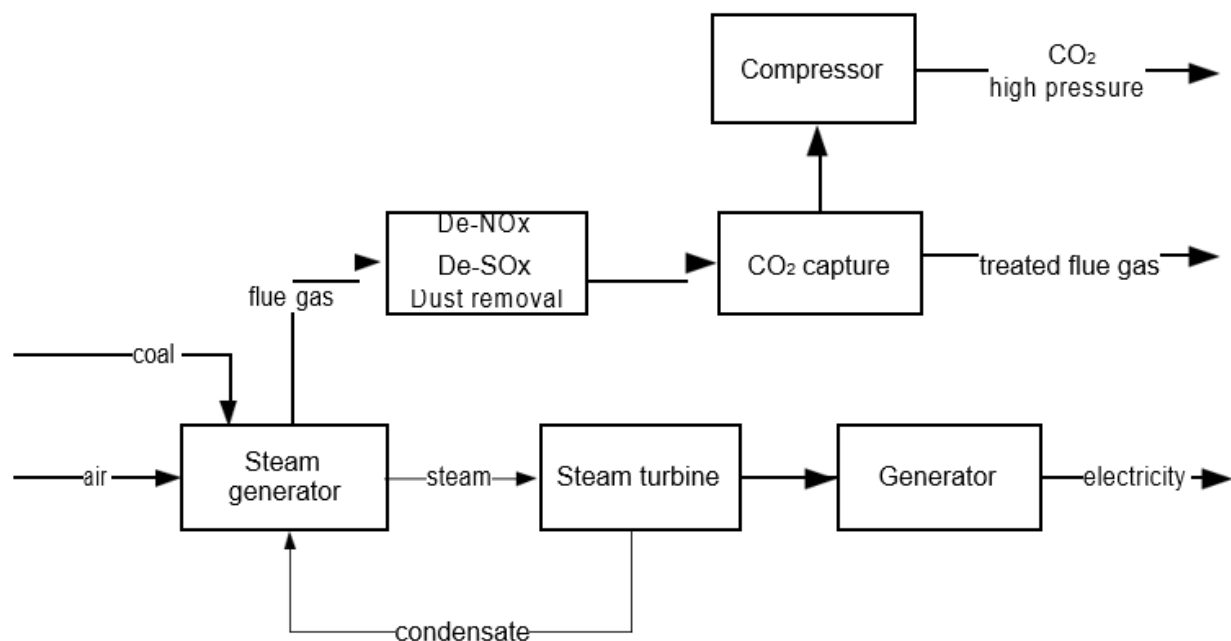 Compressor
CO₂
high pressure
De-NOx
De-SOx
Dust removal
CO₂ capture
treated flue gas
flue gas
coal
air
Steam
generator
steam
Steam turbine
Generator
electricity
condensate